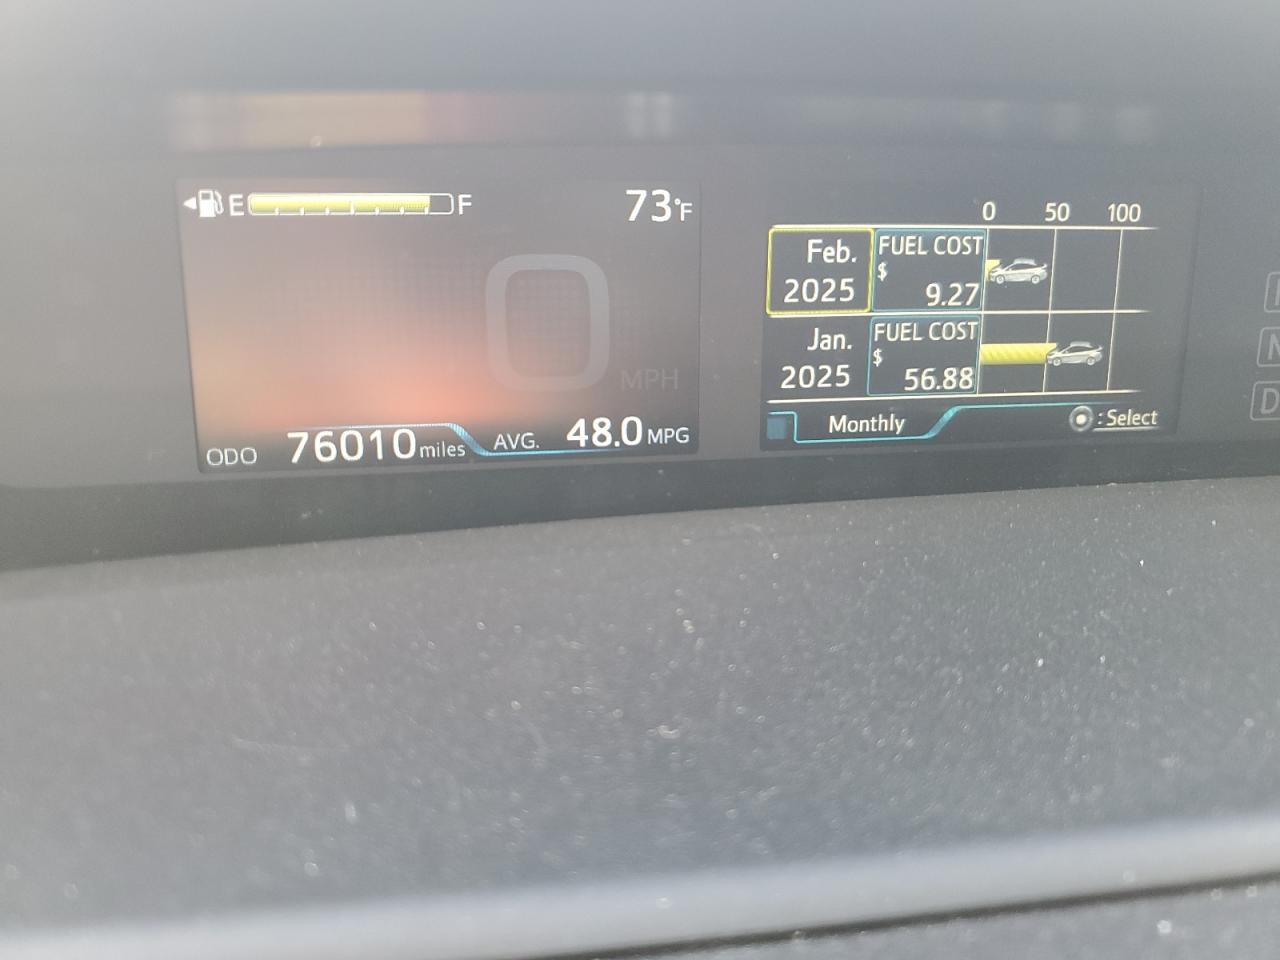 E F 73°F
0 MPH
ODO 76010 miles AVG. 48.0 MPG
0 50 100
Feb. 2025 FUEL COST $ 9.27
Jan. 2025 FUEL COST $ 56.88
Monthly : Select
N
D